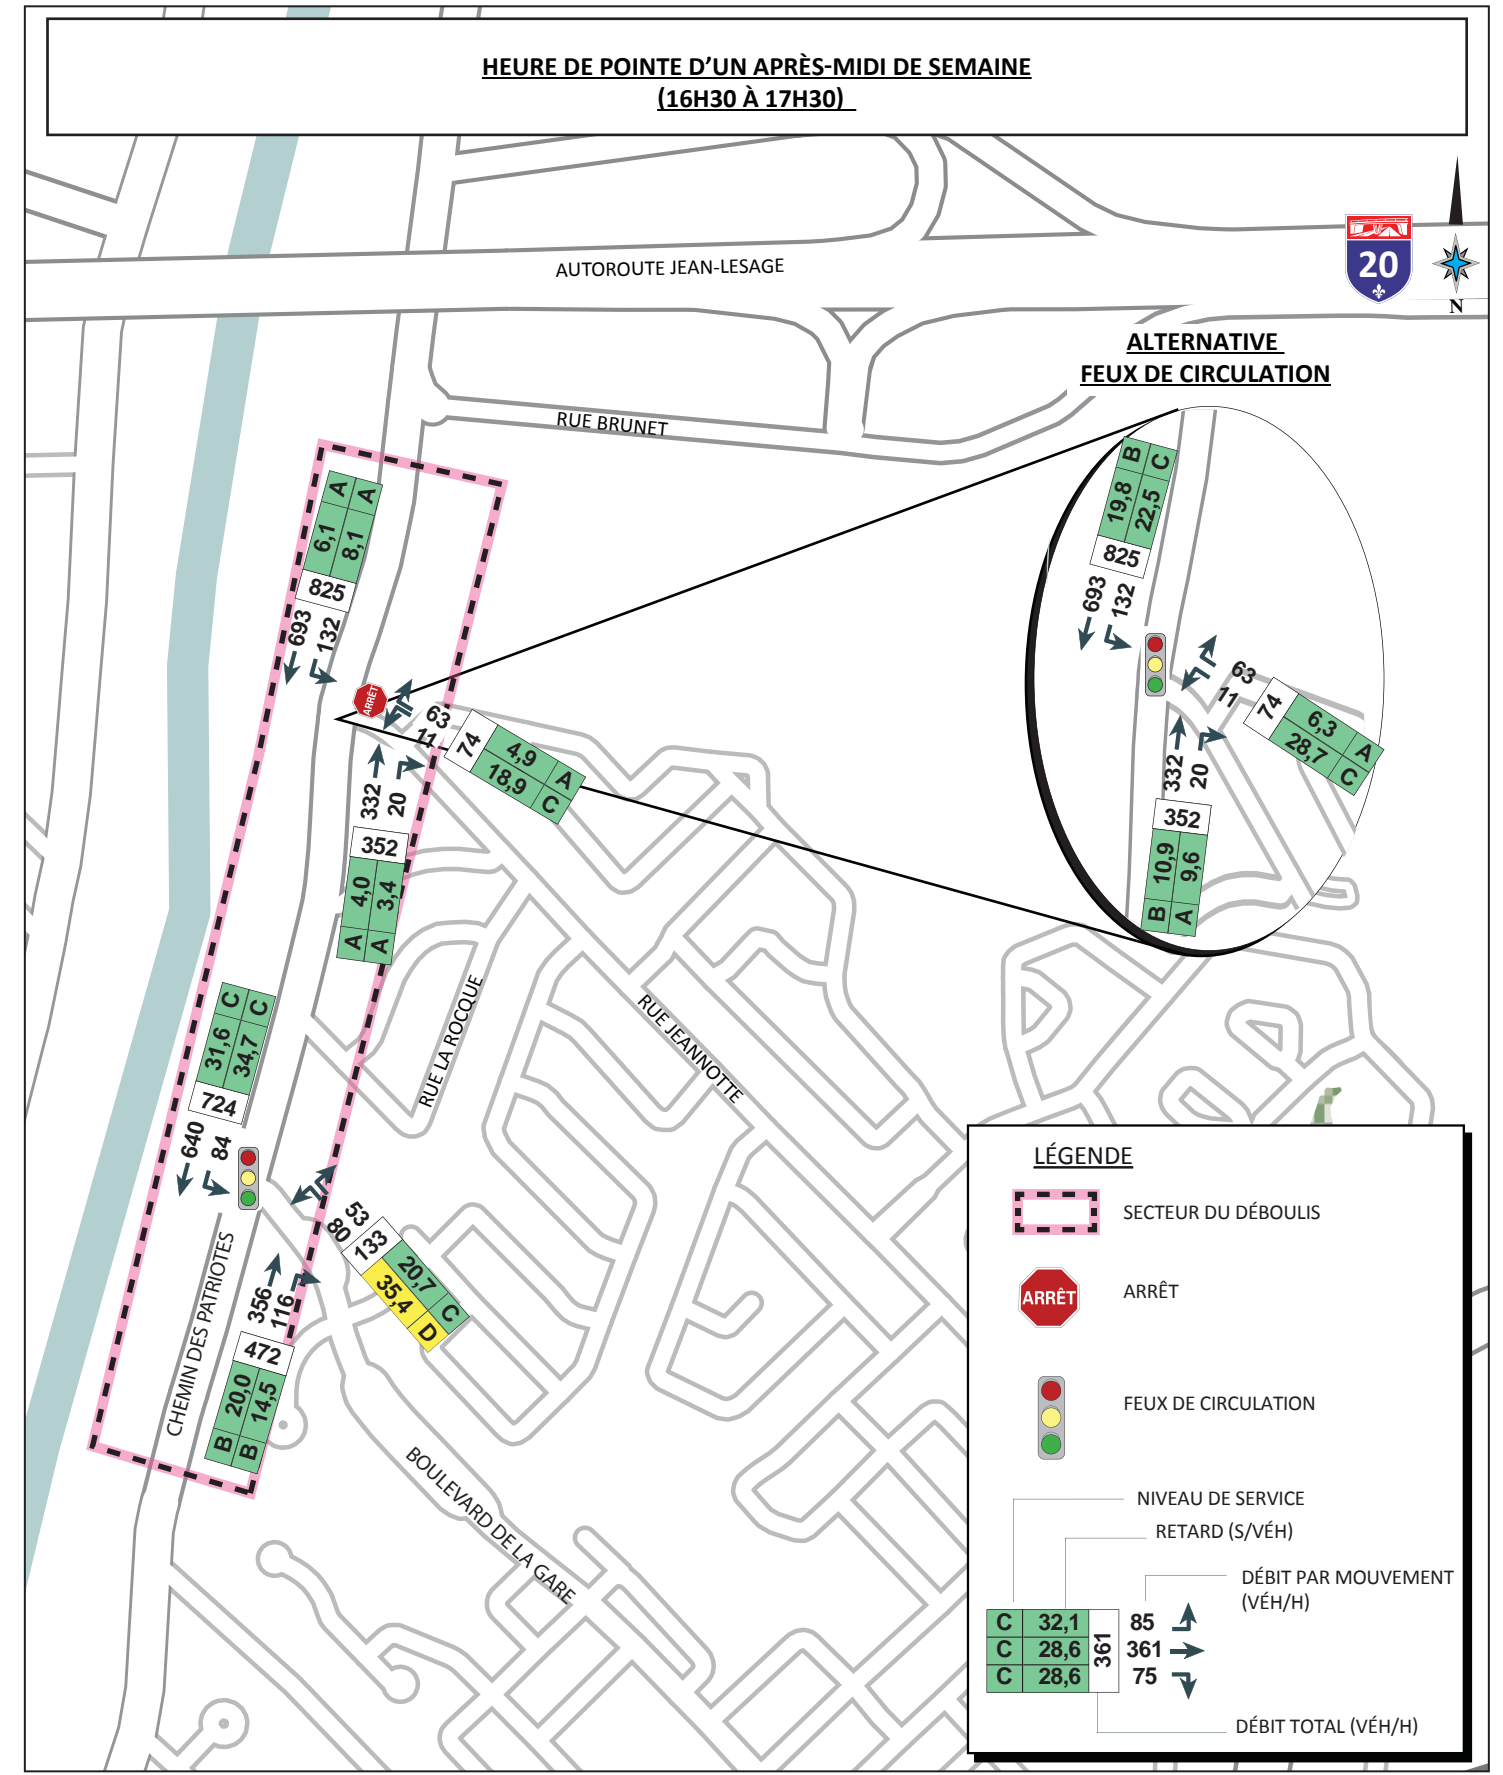 HEURE DE POINTE D'UN APRÈS-MIDI DE SEMAINE
(16H30 À 17H30)
AUTOROUTE JEAN-LESAGE
20
N
ALTERNATIVE
FEUX DE CIRCULATION
RUE BRUNET
A A
6,1 8,1
825
693 132
ARRÊT
63
11
74
4,9 A
18,9 C
332 20
352
4,0 3,4
A A
B C
19,8 22,5
825
693 132
63
11
74
6,3 A
28,7 C
332 20
352
10,9 9,6
B A
RUE LA ROCQUE
RUE JEANNOTTE
C C
31,6 34,7
724
640 84
53
80
133
20,7 C
35,4 D
356 116
472
20,0 14,5
B B
CHEMIN DES PATRIOTES
BOULEVARD DE LA GARE
LÉGENDE
SECTEUR DU DÉBOULIS
ARRÊT
ARRÊT
FEUX DE CIRCULATION
NIVEAU DE SERVICE
RETARD (S/VÉH)
DÉBIT PAR MOUVEMENT
(VÉH/H)
C 32,1 85
C 28,6 361 361
C 28,6 75
DÉBIT TOTAL (VÉH/H)